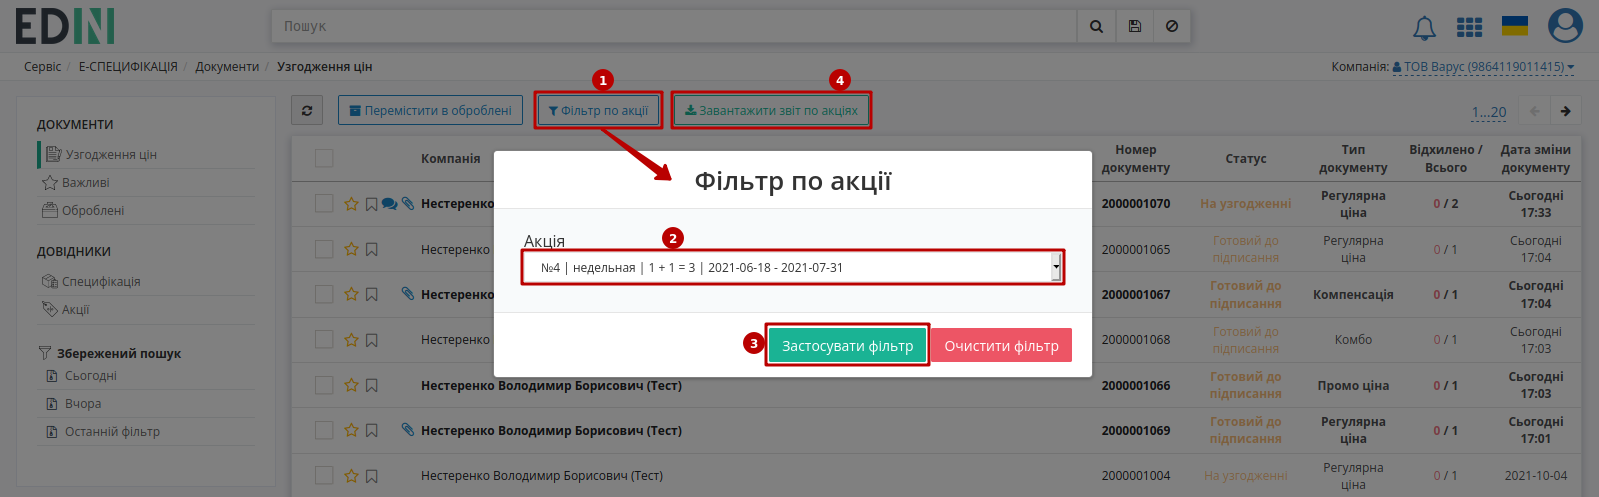 EDIN
Пошук
Сервіс / Е-СПЕЦИФІКАЦІЯ / Документи / Узгодження цін
Компанія: ТОВ Варус (9864119011415)
1
4
Перемістити в оброблені
Фільтр по акції
Завантажити звіт по акціях
1...20
ДОКУМЕНТИ
Узгодження цін
Важливі
Оброблені
ДОВІДНИКИ
Специфікація
Акції
Збережений пошук
Сьогодні
Вчора
Останній фільтр
Компанія
Номер документу
Статус
Тип документу
Відхилено / Всього
Дата зміни документу
Нестеренко
2000001070
На узгодженні
Регулярна ціна
0 / 2
Сьогодні 17:33
Нестеренко
2000001065
Готовий до підписання
Регулярна ціна
0 / 1
Сьогодні 17:04
Нестеренко
2000001067
Готовий до підписання
Компенсація
0 / 1
Сьогодні 17:04
Нестеренко
2000001068
Готовий до підписання
Комбо
0 / 1
Сьогодні 17:03
Нестеренко Володимир Борисович (Тест)
2000001066
Готовий до підписання
Промо ціна
0 / 1
Сьогодні 17:03
Нестеренко Володимир Борисович (Тест)
2000001069
Готовий до підписання
Регулярна ціна
0 / 1
Сьогодні 17:01
Нестеренко Володимир Борисович (Тест)
2000001004
На узгодженні
Регулярна ціна
0 / 1
2021-10-04
Фільтр по акції
Акція
2
№4 | недельная | 1 + 1 = 3 | 2021-06-18 - 2021-07-31
3
Застосувати фільтр
Очистити фільтр